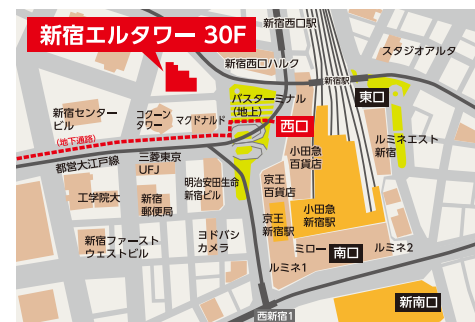 新宿エルタワー 30F
新宿西口駅
スタジオアルタ
新宿西口ハルク
新宿駅
東口
バスターミナル
(地上)
新宿センター
ビル
コクーン
タワー
マクドナルド
西口
(地下通路)
ルミネエスト
新宿
小田急
百貨店
都営大江戸線
三菱東京
UFJ
明治安田生命
新宿ビル
京王
百貨店
工学院大
新宿
郵便局
小田急
新宿駅
京王
新宿駅
新宿ファースト
ウェストビル
ヨドバシ
カメラ
ミロー
南口
ルミネ2
ルミネ1
新南口
西新宿1